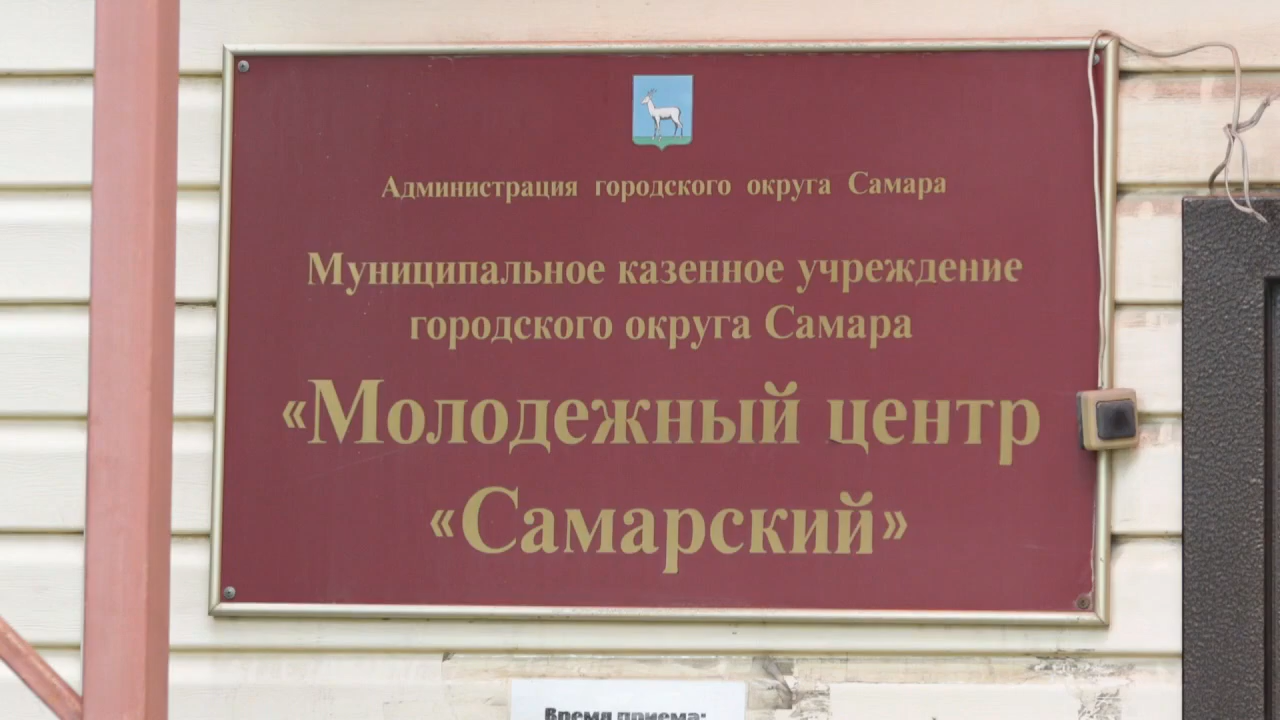 Администрация городского округа Самара
Муниципальное казенное учреждение
городского округа Самара
«Молодежный центр
«Самарский»
Время приема: